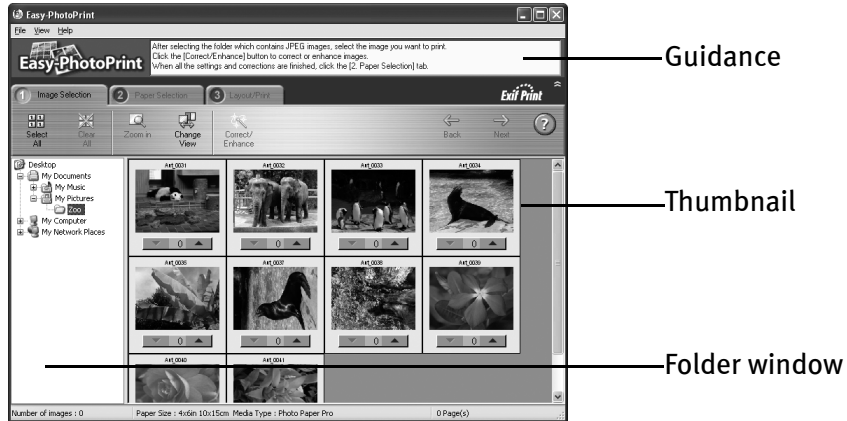 Easy-PhotoPrint
File View Help
Easy-PhotoPrint
After selecting the folder which contains JPEG images, select the image you want to print.
Click the [Correct/Enhance] button to correct or enhance images.
When all the settings and corrections are finished, click the [2. Paper Selection] tab.
Guidance
1 Image Selection 2 Paper Selection 3 Layout/Print Exif Print
Select All
Clear All
Zoom in
Change View
Correct/ Enhance
Back
Next
?
Desktop
My Documents
My Music
My Pictures
Zoo
My Computer
My Network Places
Art_0031 Art_0032 Art_0033 Art_0034
0 0 0 0
Thumbnail
Art_0035 Art_0037 Art_0038 Art_0039
0 0 0 0
Art_0040 Art_0041
Folder window
Number of images : 0 Paper Size : 4x6in 10x15cm Media Type : Photo Paper Pro 0 Page(s)